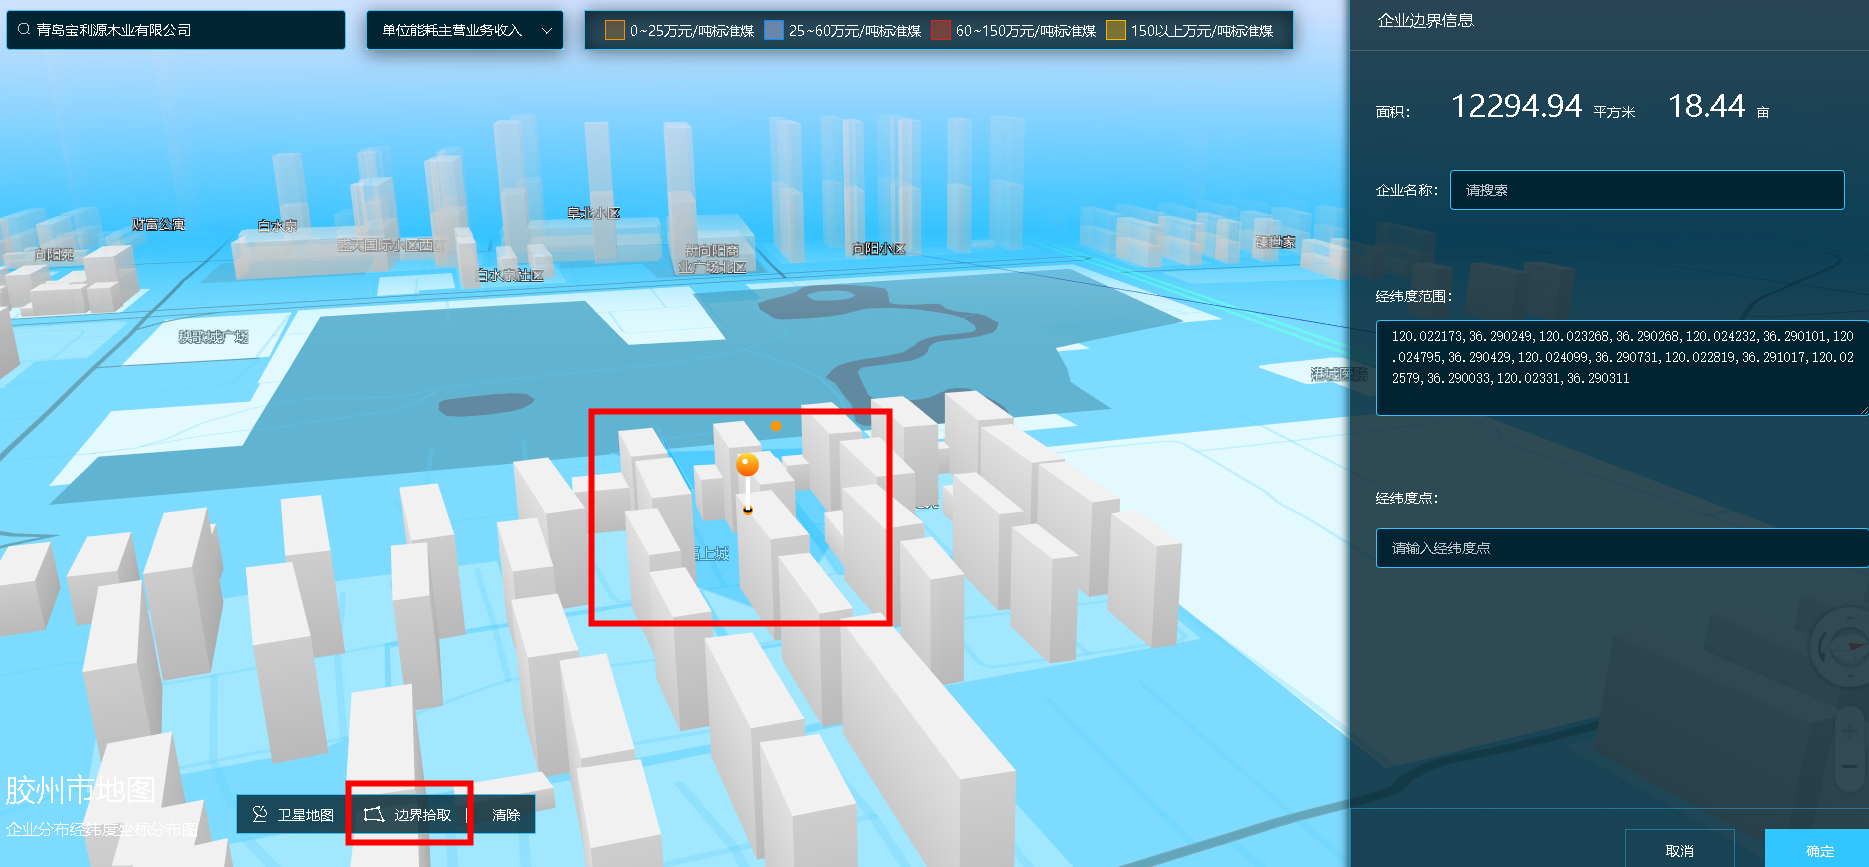 青岛宝利源木业有限公司
单位能耗主营业务收入
0~25万元/吨标准煤
25~60万元/吨标准煤
60~150万元/吨标准煤
150以上万元/吨标准煤
企业边界信息
面积：
12294.94 平方米 18.44 亩
企业名称：
请搜索
经纬度范围：
120.022173,36.290249,120.023268,36.290268,120.024232,36.290101,120
.024795,36.290429,120.024099,36.290731,120.022819,36.291017,120.02
2579,36.290033,120.02331,36.290311
经纬度点：
请输入经纬度点
取消
确定
财富公寓
白水泉
阜北小区
向阳苑
蓝天国际小区西区
新向阳商
业广场北区
向阳小区
白水泉社区
秧歌城广场
港城医院
上城
胶州市地图
企业分布经纬度坐标分布图
卫星地图
边界拾取
清除